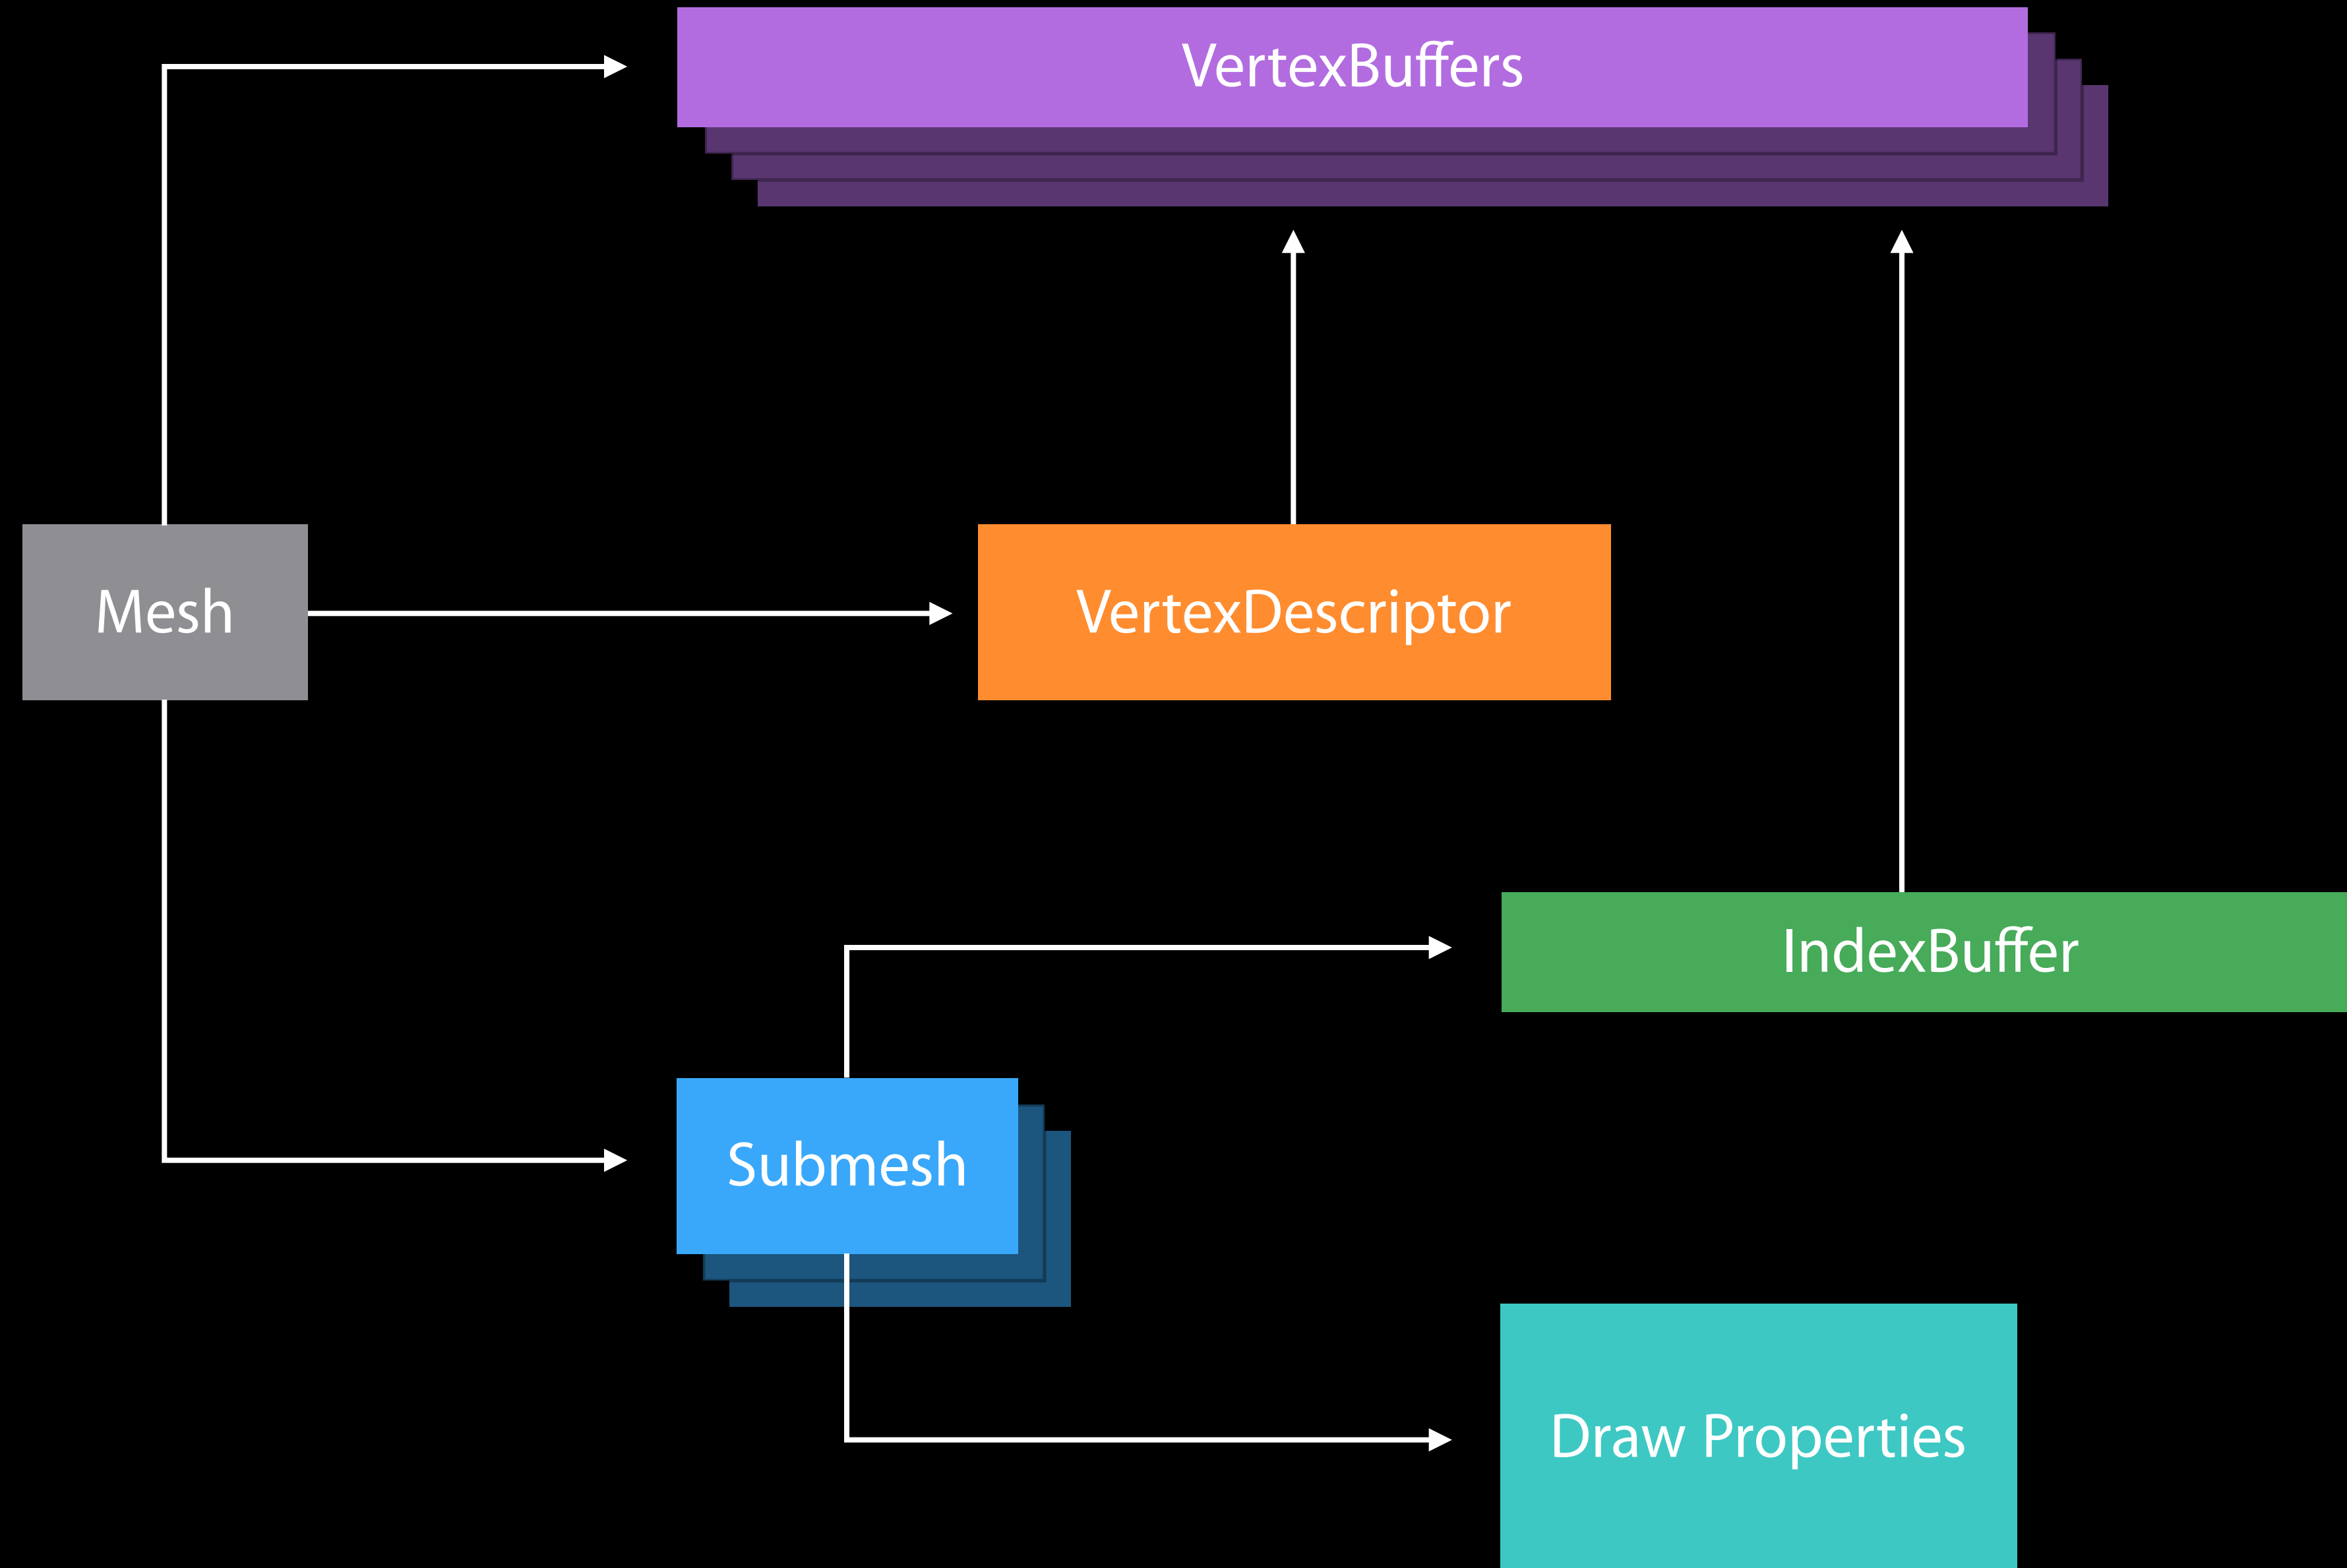 VertexBuffers
Mesh
VertexDescriptor
IndexBuffer
Submesh
Draw Properties